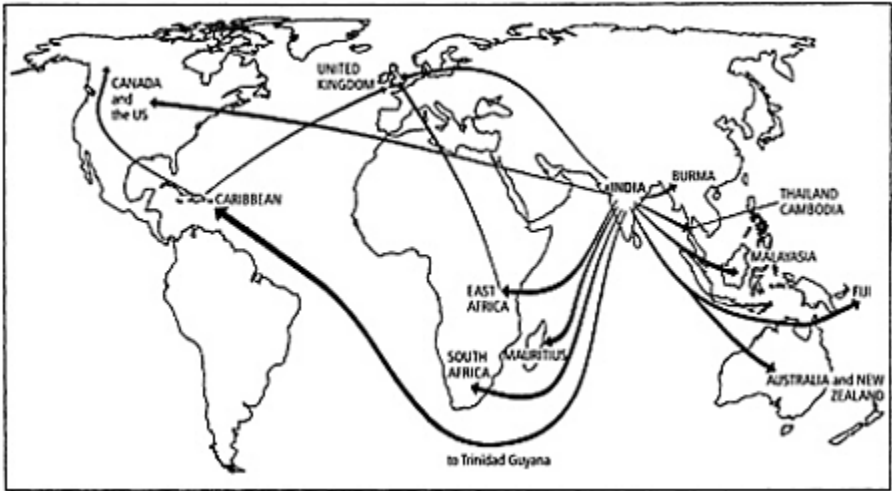 UNITED
KINGDOM
CANADA
and
the US
INDIA
BURMA
CARIBBEAN
THAILAND
CAMBODIA
MALAYASIA
EAST
AFRICA
FIJI
SOUTH
AFRICA
MAURITIUS
AUSTRALIA and NEW
ZEALAND
to Trinidad Guyana